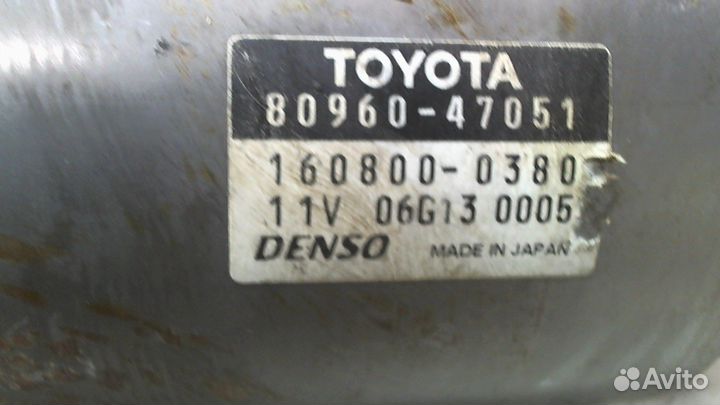 TOYOTA
80960-47051
160800-0380
11V 06G13 0005
DENSO MADE IN JAPAN
Avito